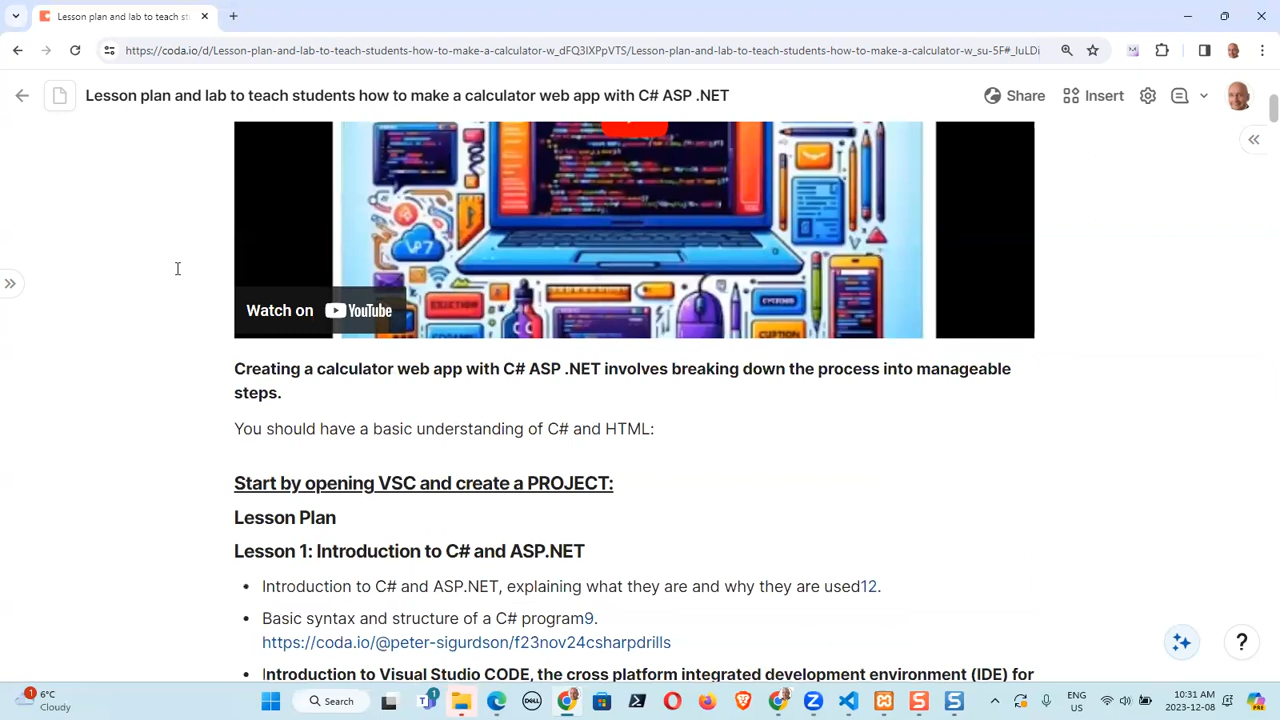 Lesson plan and lab to teach st
https://coda.io/d/Lesson-plan-and-lab-to-teach-students-how-to-make-a-calculator-w_dFQ3lXPpVTS/Lesson-plan-and-lab-to-teach-students-how-to-make-a-calculator-w_su-5F#_luLDi
Lesson plan and lab to teach students how to make a calculator web app with C# ASP .NET
Share
Insert
Watch on YouTube
Creating a calculator web app with C# ASP .NET involves breaking down the process into manageable
steps.
You should have a basic understanding of C# and HTML:
Start by opening VSC and create a PROJECT:
Lesson Plan
Lesson 1: Introduction to C# and ASP.NET
• Introduction to C# and ASP.NET, explaining what they are and why they are used12.
• Basic syntax and structure of a C# program9.
https://coda.io/@peter-sigurdson/f23nov24csharpdrills
• Introduction to Visual Studio CODE, the cross platform integrated development environment (IDE) for
1
6°C
Cloudy
Search
1
ENG
US
10:31 AM
2023-12-08